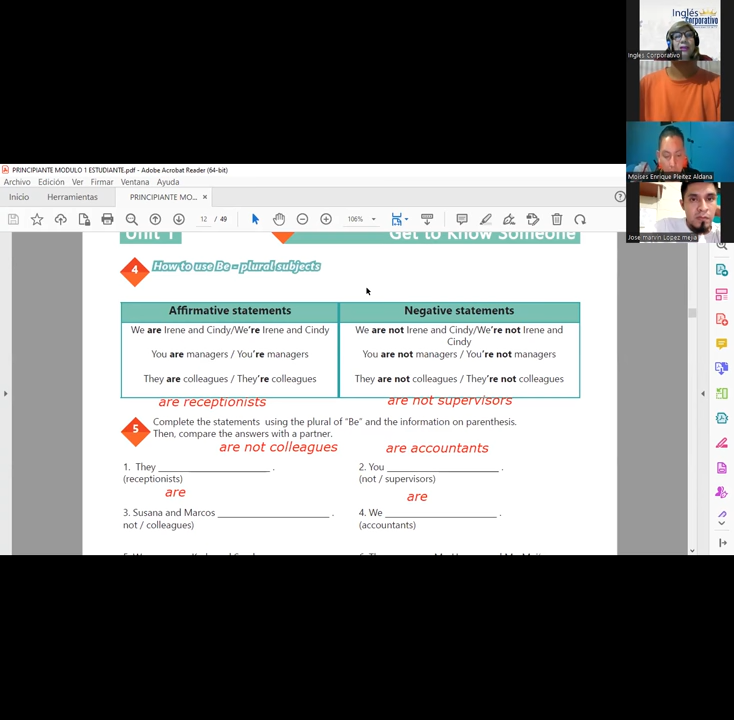 Inglés
Corporativo
Inglés Corporativo
Moises Enrique Pleitez Aldana
Jose marvin Lopez mejia
PRINCIPIANTE MODULO 1 ESTUDIANTE.pdf - Adobe Acrobat Reader (64-bit)
Archivo Edición Ver Firmar Ventana Ayuda
Inicio Herramientas PRINCIPIANTE MO... ×
12 / 49 106%
Unit 1 Get to Know Someone
4 How to use Be - plural subjects
Affirmative statements Negative statements
We are Irene and Cindy/We're Irene and Cindy We are not Irene and Cindy/We're not Irene and
Cindy
You are managers / You're managers You are not managers / You're not managers
They are colleagues / They're colleagues They are not colleagues / They're not colleagues
are receptionists are not supervisors
5 Complete the statements using the plural of "Be" and the information on parenthesis.
Then, compare the answers with a partner.
are not colleagues are accountants
1. They ____ . 2. You ____ .
(receptionists) (not / supervisors)
are are
3. Susana and Marcos ____ . 4. We ____ .
not / colleagues) (accountants)